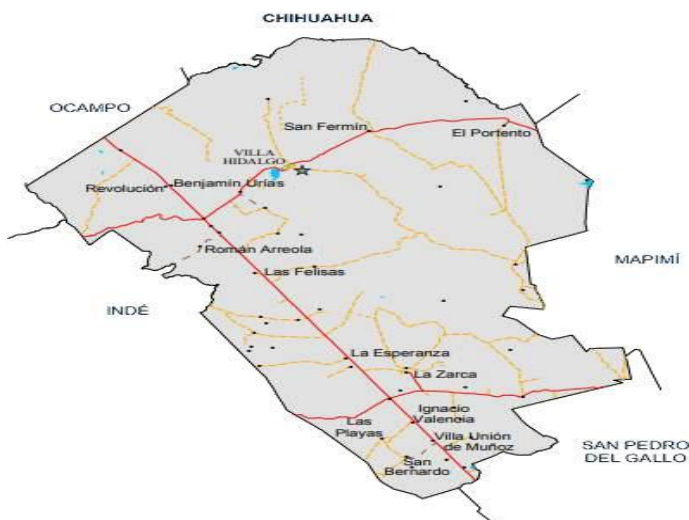 CHIHUAHUA
OCAMPO
San Fermín
El Portento
VILLA
HIDALGO
Revolución
Benjamín Urías
Román Arreola
MAPIMÍ
Las Felisas
INDÉ
La Esperanza
La Zarca
Ignacio
Valencia
Las
Playas
Villa Unión
de Muñoz
San
Bernardo
SAN PEDRO
DEL GALLO